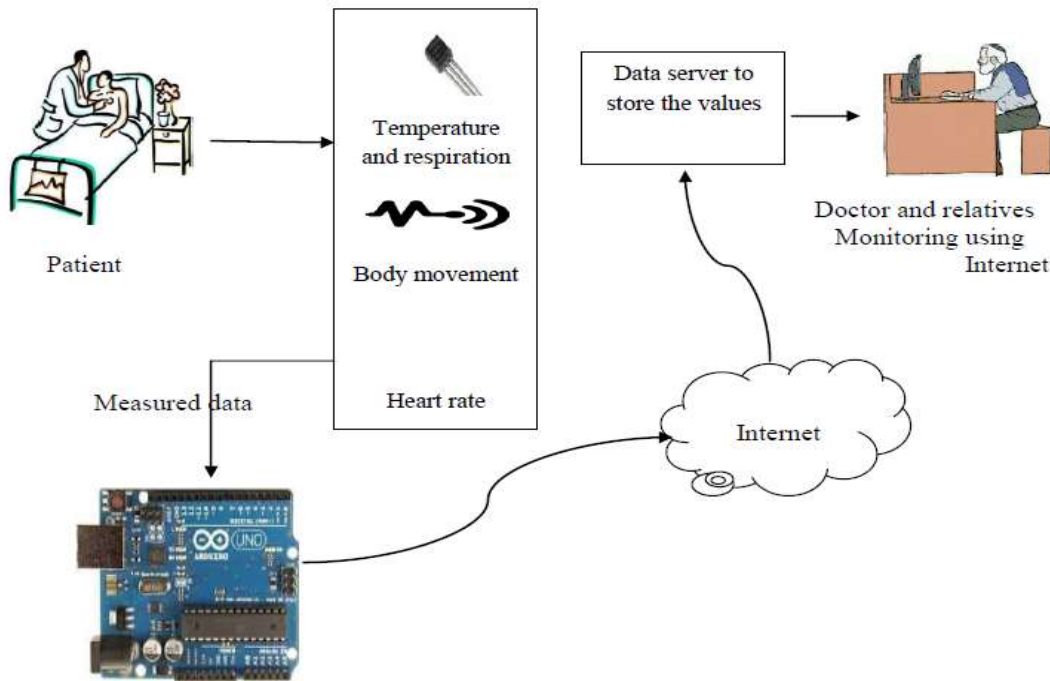 Patient
Temperature
and respiration
Body movement
Heart rate
Measured data
UNO
ARDUINO
Internet
Data server to
store the values
Doctor and relatives
Monitoring using
Internet